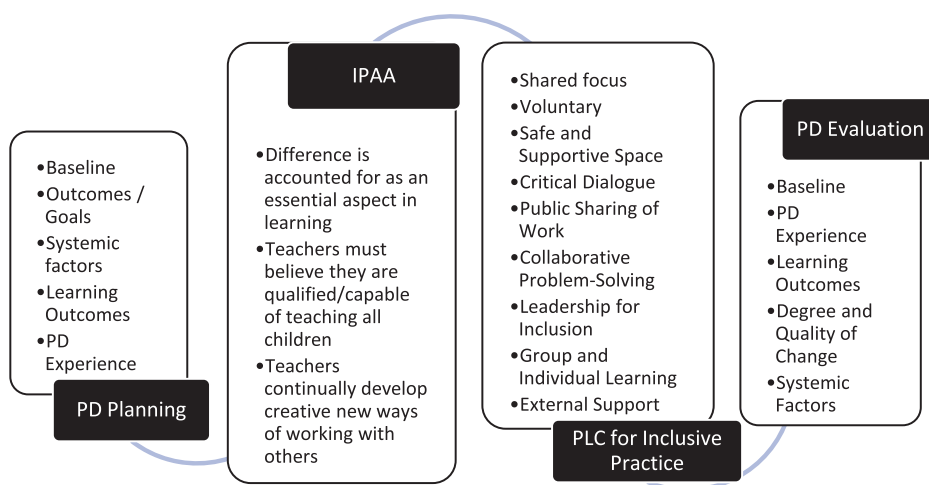 •Baseline
•Outcomes /
Goals
•Systemic
factors
•Learning
Outcomes
•PD
Experience
PD Planning
IPAA
•Difference is
accounted for as an
essential aspect in
learning
•Teachers must
believe they are
qualified/capable
of teaching all
children
•Teachers
continually develop
creative new ways
of working with
others
•Shared focus
•Voluntary
•Safe and
Supportive Space
•Critical Dialogue
•Public Sharing of
Work
•Collaborative
Problem-Solving
•Leadership for
Inclusion
•Group and
Individual Learning
•External Support
PLC for Inclusive
Practice
PD Evaluation
•Baseline
•PD
Experience
•Learning
Outcomes
•Degree and
Quality of
Change
•Systemic
Factors